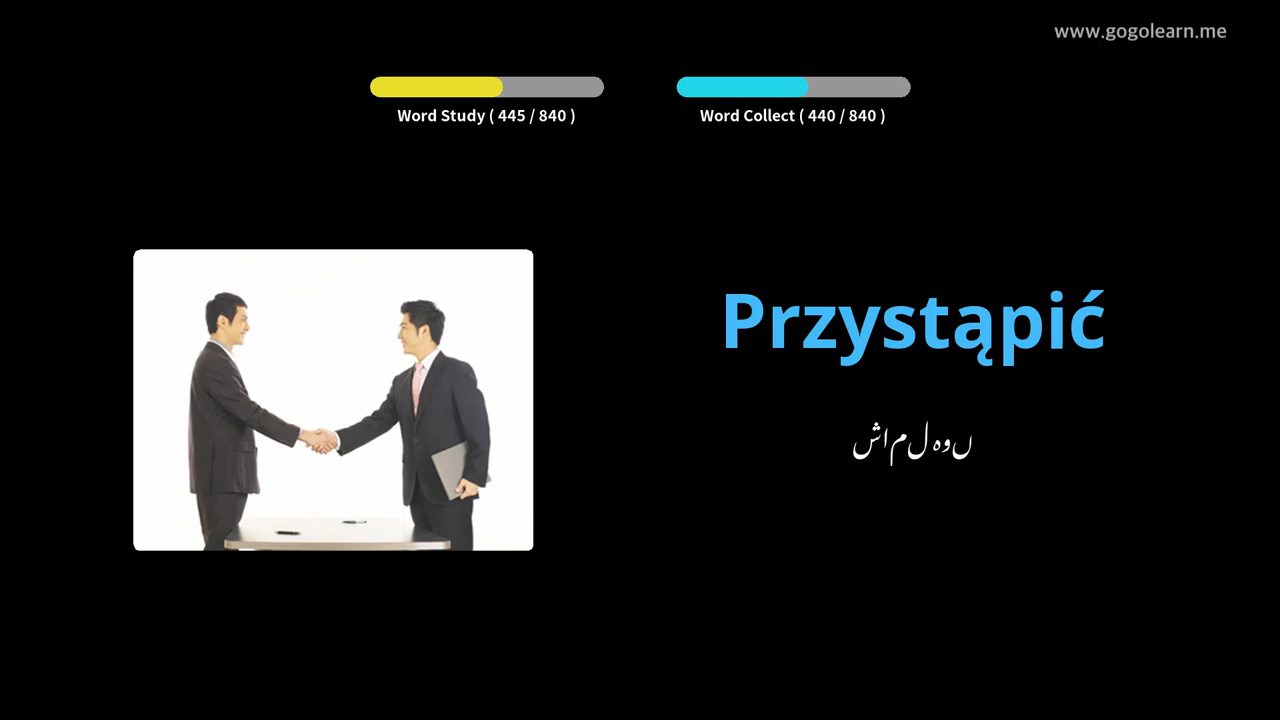 www.gogolearn.me
Word Study ( 445 / 840 )
Word Collect ( 440 / 840 )
Przystąpić
شامل ہوں